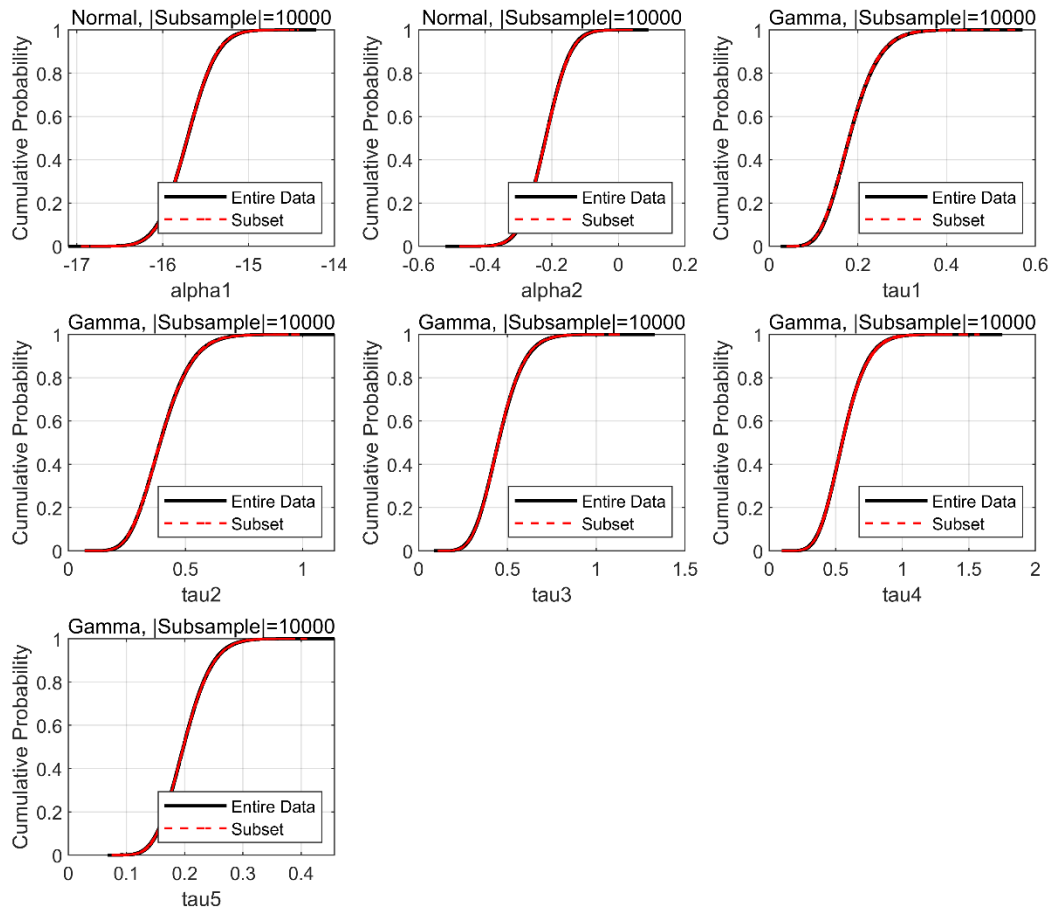 Normal, |Subsample|=10000
Cumulative Probability
1
0.8
0.6
0.4
0.2
0
Entire Data
Subset
-17
-16
-15
-14
alpha1
Normal, |Subsample|=10000
Cumulative Probability
1
0.8
0.6
0.4
0.2
0
Entire Data
Subset
-0.6
-0.4
-0.2
0
0.2
alpha2
Gamma, |Subsample|=10000
Cumulative Probability
1
0.8
0.6
0.4
0.2
0
Entire Data
Subset
0
0.2
0.4
0.6
tau1
Gamma, |Subsample|=10000
Cumulative Probability
1
0.8
0.6
0.4
0.2
0
Entire Data
Subset
0
0.5
1
tau2
Gamma, |Subsample|=10000
Cumulative Probability
1
0.8
0.6
0.4
0.2
0
Entire Data
Subset
0
0.5
1
1.5
tau3
Gamma, |Subsample|=10000
Cumulative Probability
1
0.8
0.6
0.4
0.2
0
Entire Data
Subset
0
0.5
1
1.5
2
tau4
Gamma, |Subsample|=10000
Cumulative Probability
1
0.8
0.6
0.4
0.2
0
Entire Data
Subset
0
0.1
0.2
0.3
0.4
tau5